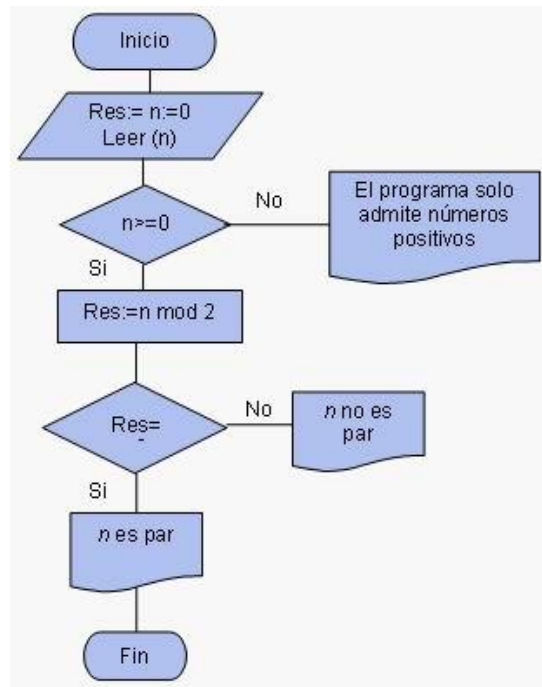 Inicio
Res:= n:=0
Leer (n)
n>=0
No
El programa solo
admite números
positivos
Si
Res:=n mod 2
Res=
No
n no es
par
Si
n es par
Fin